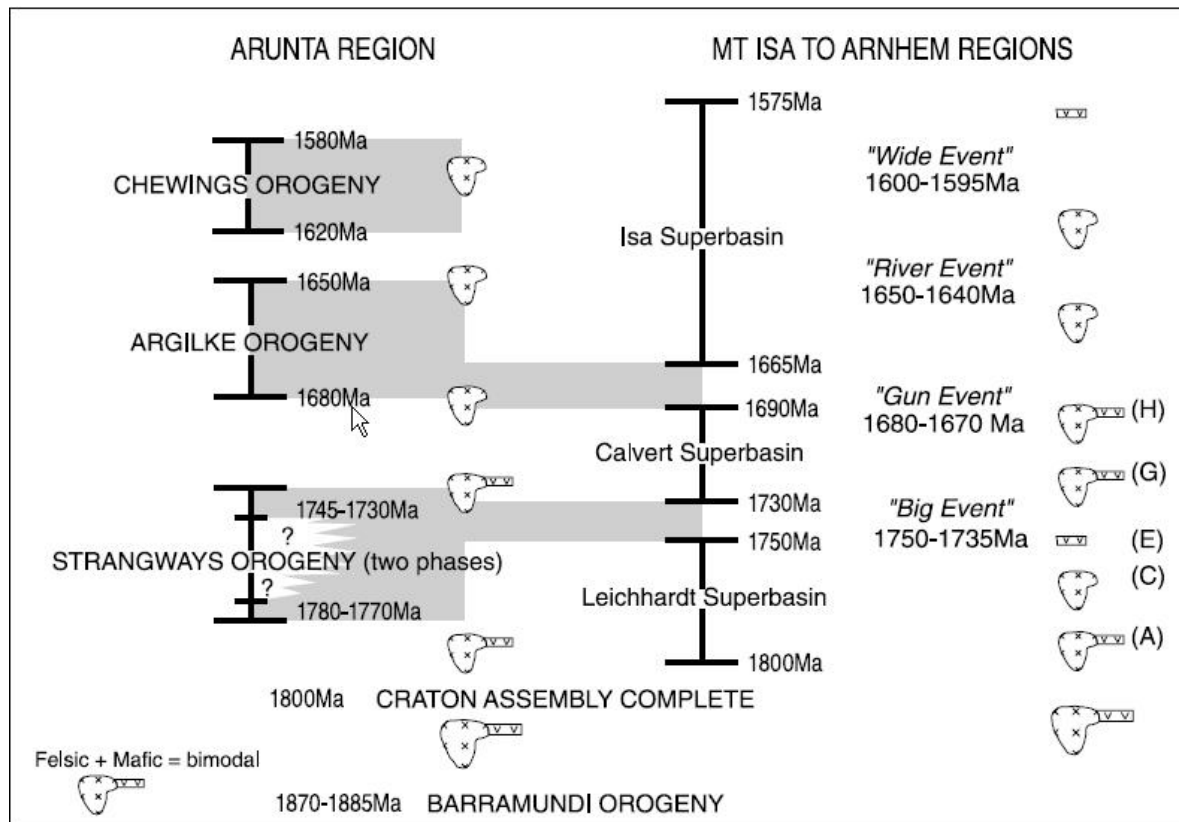 ARUNTA REGION
MT ISA TO ARNHEM REGIONS
1580Ma
CHEWINGS OROGENY
1620Ma
1650Ma
ARGILKE OROGENY
1680Ma
1745-1730Ma
?
STRANGWAYS OROGENY (two phases)
?
1780-1770Ma
1575Ma
Isa Superbasin
1665Ma
1690Ma
Calvert Superbasin
1730Ma
1750Ma
Leichhardt Superbasin
1800Ma
"Wide Event"
1600-1595Ma
"River Event"
1650-1640Ma
"Gun Event"
1680-1670 Ma
"Big Event"
1750-1735Ma
(H)
(G)
(E)
(C)
(A)
1800Ma CRATON ASSEMBLY COMPLETE
Felsic + Mafic = bimodal
1870-1885Ma BARRAMUNDI OROGENY